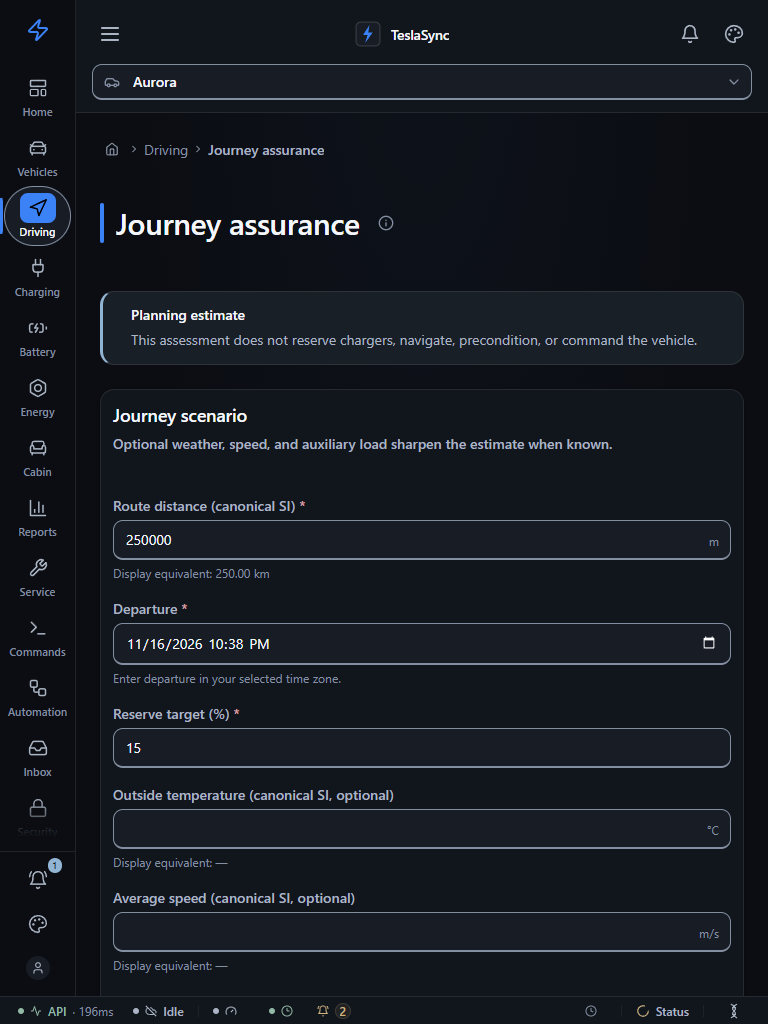 TeslaSync
Aurora
Home
Vehicles
Driving
Charging
Battery
Energy
Cabin
Reports
Service
Commands
Automation
Inbox
Security
1
Driving
Journey assurance
Journey assurance
Planning estimate
This assessment does not reserve chargers, navigate, precondition, or command the vehicle.
Journey scenario
Optional weather, speed, and auxiliary load sharpen the estimate when known.
Route distance (canonical SI) *
250000 m
Display equivalent: 250.00 km
Departure *
11/16/2026 10:38 PM
Enter departure in your selected time zone.
Reserve target (%) *
15
Outside temperature (canonical SI, optional)
°C
Display equivalent: —
Average speed (canonical SI, optional)
m/s
Display equivalent: —
API · 196ms Idle 2 Status